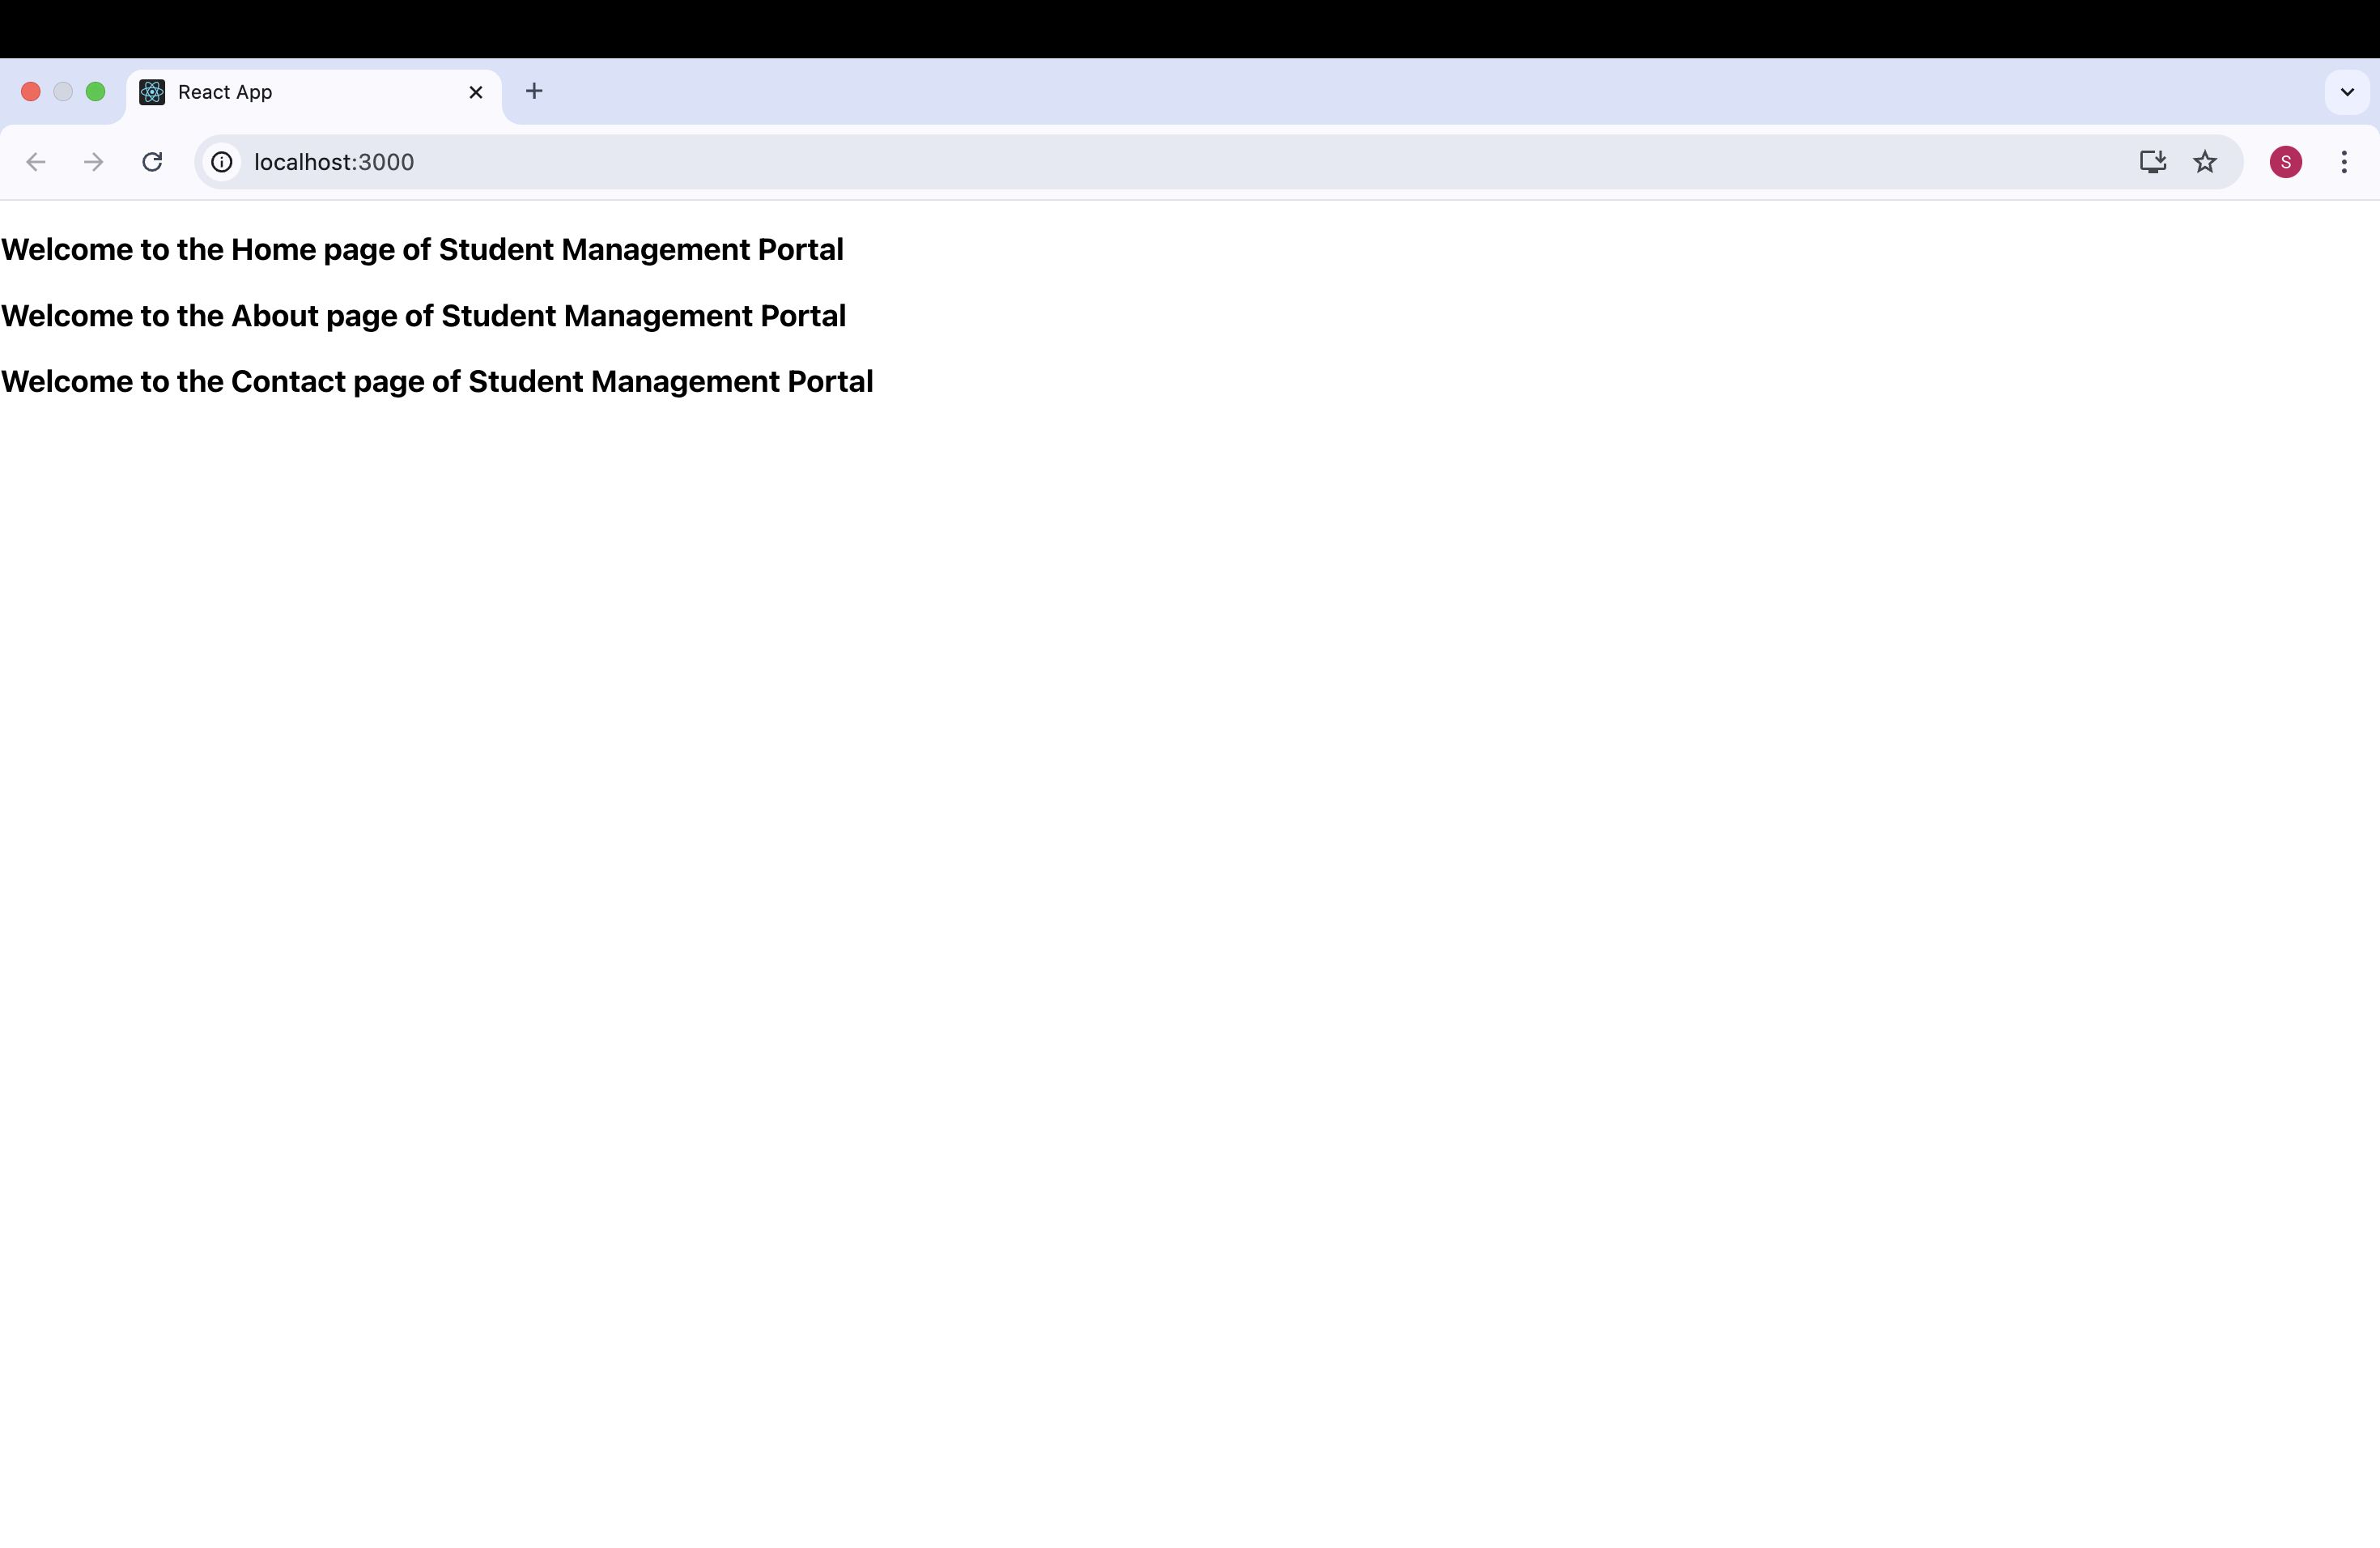 React App
localhost:3000
S
Welcome to the Home page of Student Management Portal
Welcome to the About page of Student Management Portal
Welcome to the Contact page of Student Management Portal